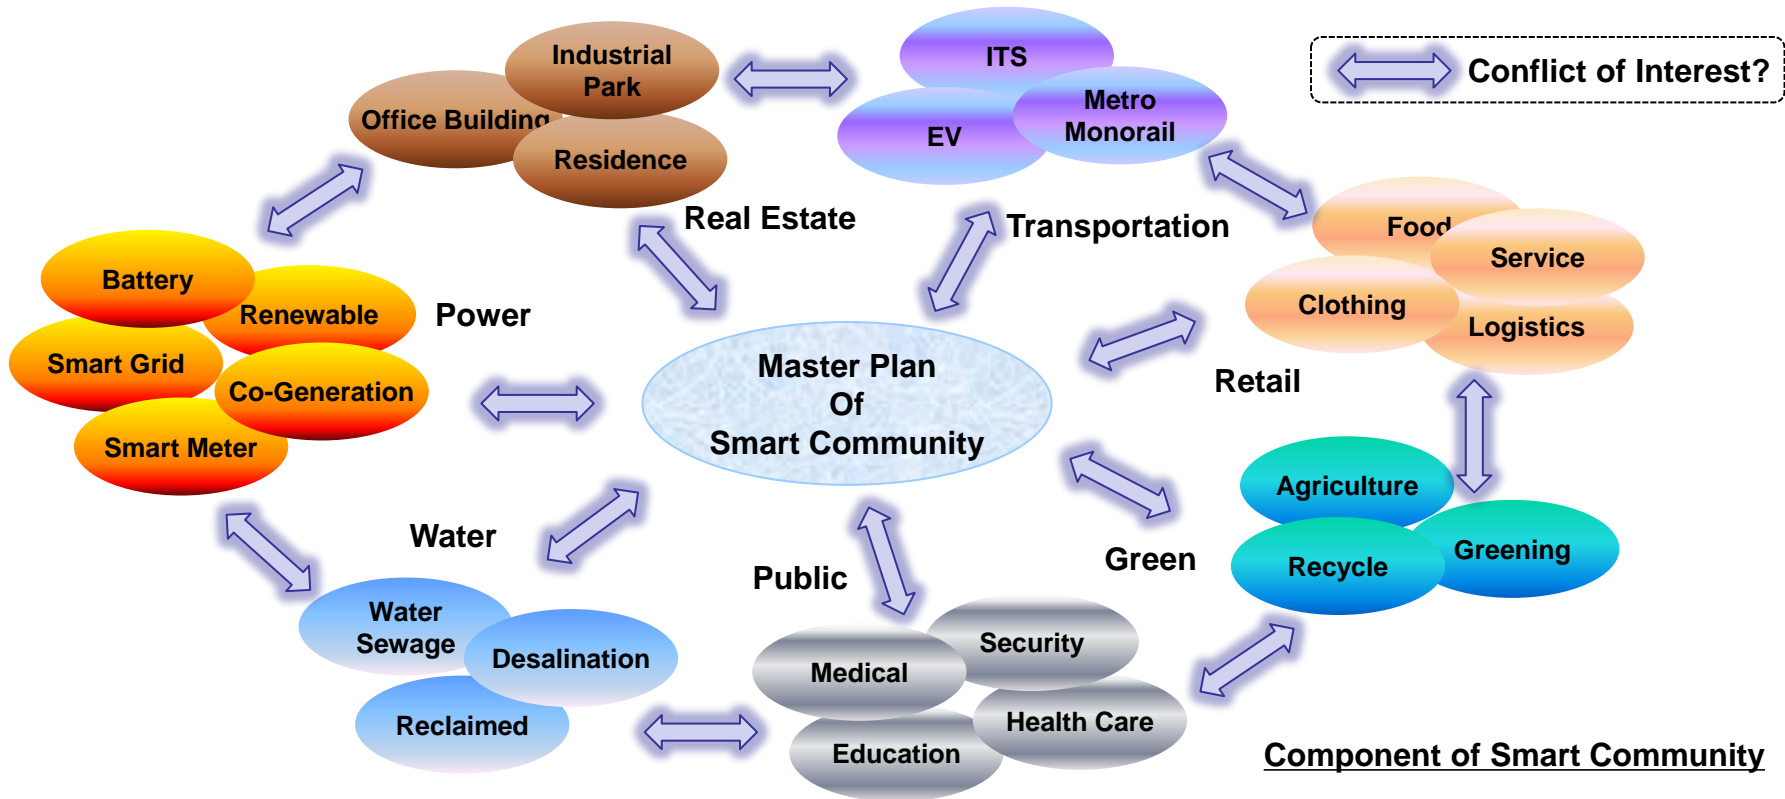 Industrial
Park
Office Building
Residence
Real Estate
ITS
EV
Metro
Monorail
Transportation
Conflict of Interest?
Food
Service
Clothing
Logistics
Retail
Battery
Renewable
Smart Grid
Co-Generation
Smart Meter
Power
Master Plan
Of
Smart Community
Agriculture
Greening
Recycle
Green
Water
Water
Sewage
Desalination
Reclaimed
Public
Security
Medical
Health Care
Education
Component of Smart Community